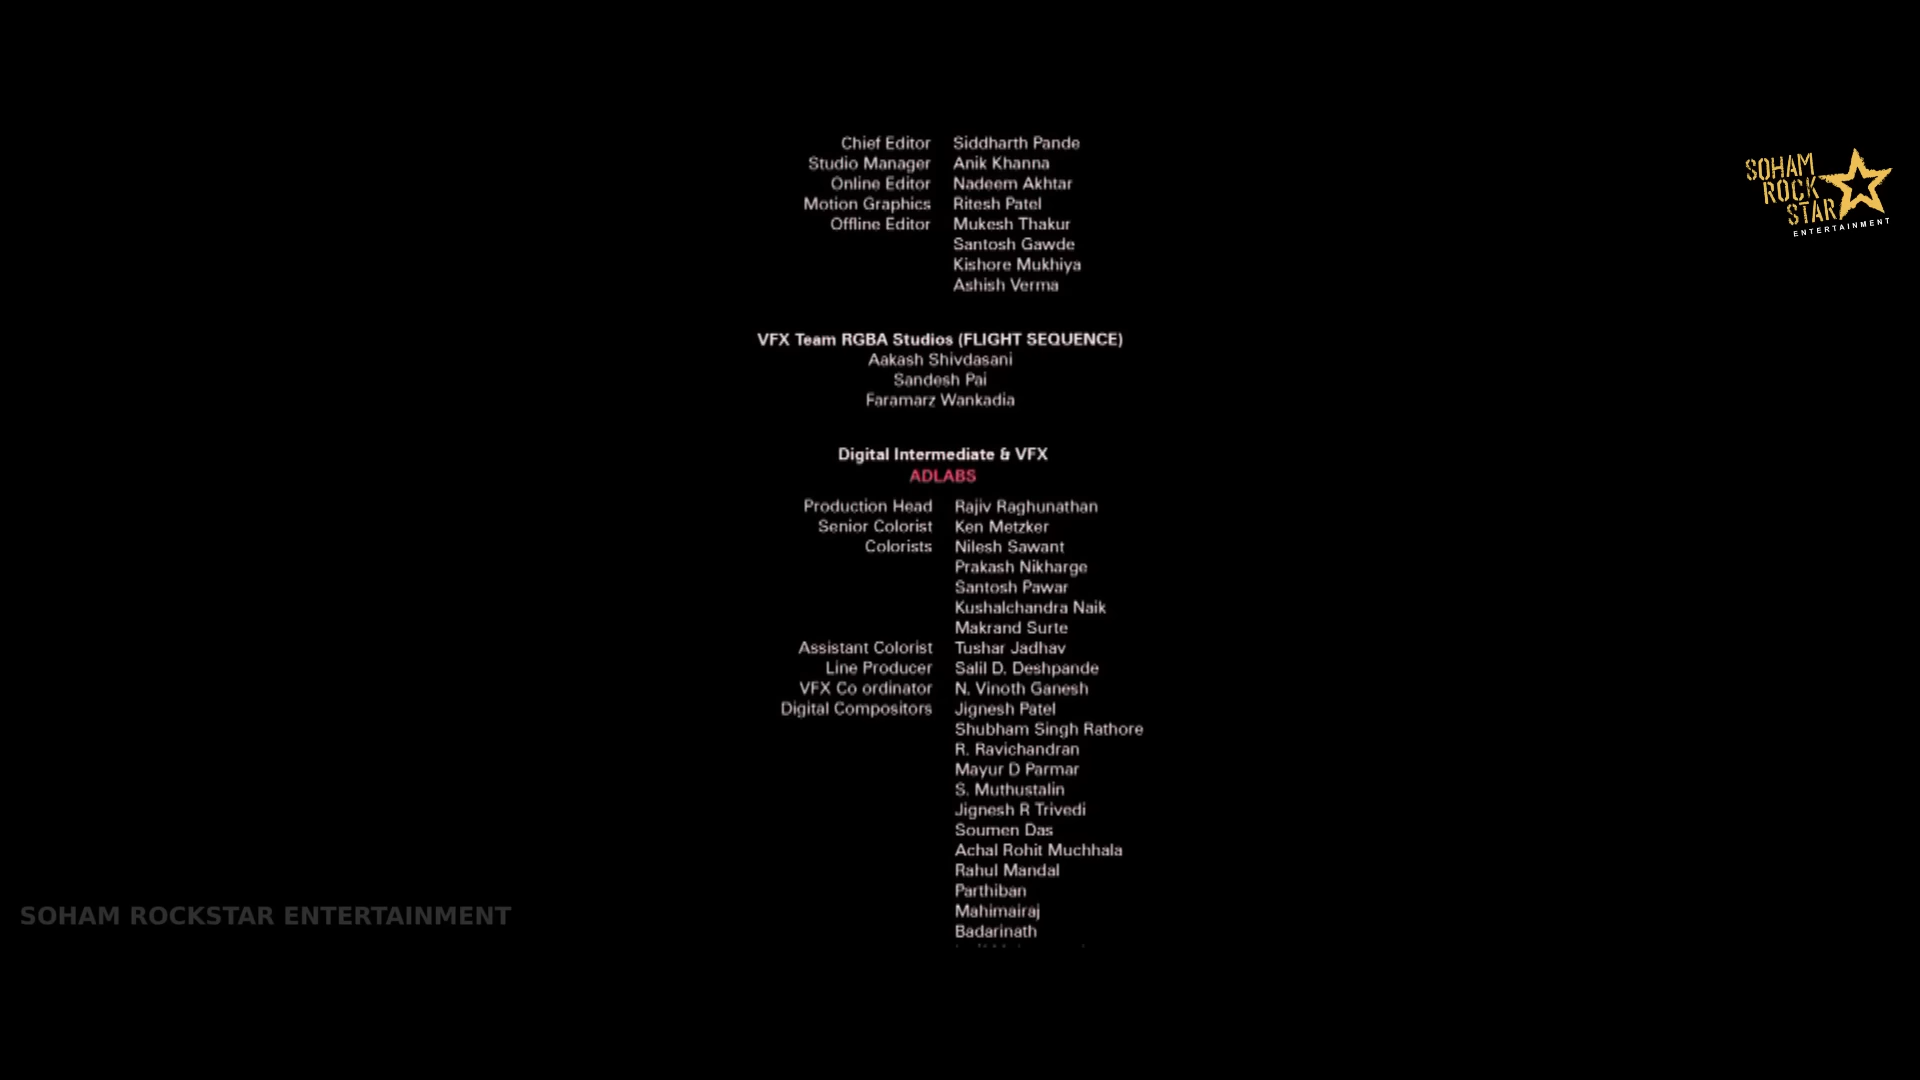 Chief Editor Siddharth Pande
Studio Manager Anik Khanna
Online Editor Nadeem Akhtar
Motion Graphics Ritesh Patel
Offline Editor Mukesh Thakur
Santosh Gawde
Kishore Mukhiya
Ashish Verma
VFX Team RGBA Studios (FLIGHT SEQUENCE)
Aakash Shivdasani
Sandesh Pai
Faramarz Wankadia
Digital Intermediate & VFX
ADLABS
Production Head Rajiv Raghunathan
Senior Colorist Ken Metzker
Colorists Nilesh Sawant
Prakash Nikharge
Santosh Pawar
Kushalchandra Naik
Makrand Surte
Assistant Colorist Tushar Jadhav
Line Producer Salil D. Deshpande
VFX Co ordinator N. Vinoth Ganesh
Digital Compositors Jignesh Patel
Shubham Singh Rathore
R. Ravichandran
Mayur D Parmar
S. Muthustalin
Jignesh R Trivedi
Soumen Das
Achal Rohit Muchhala
Rahul Mandal
Parthiban
Mahimairaj
Badarinath
SOHAM
ROCK
STAR
ENTERTAINMENT
SOHAM ROCKSTAR ENTERTAINMENT